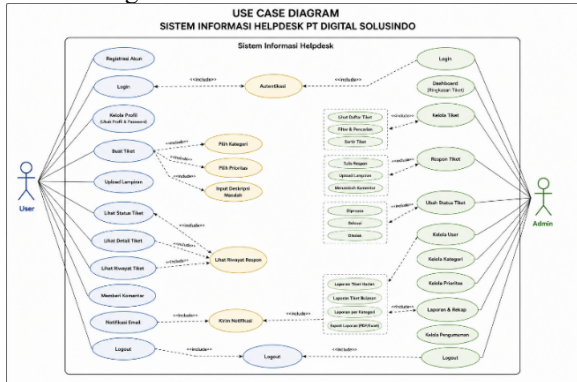 USE CASE DIAGRAM
SISTEM INFORMASI HELPDESK PT DIGITAL SOLUSINDO
Sistem Informasi Helpdesk
Registrasi Akun
Login
<<include>>
Autentikasi
<<include>>
Login
Dashboard
(Ringkasan Tiket)
Kelola Profil
(Ubah Profil & Password)
Lihat Daftar Tiket
Filter & Pencarian
<<include>>
Kelola Tiket
Buat Tiket
<<include>>
<<include>>
<<include>>
Pilih Kategori
Pilih Prioritas
Input Deskripsi
Masalah
Tulis Respon
Upload Lampiran
Menambah Komentar
<<include>>
Respon Tiket
Upload Lampiran
User
Admin
Lihat Status Tiket
<<include>>
Diproses
Selesai
Ditolak
<<include>>
Ubah Status Tiket
Lihat Detail Tiket
<<include>>
Lihat Riwayat Respon
Kelola User
Lihat Riwayat Tiket
<<include>>
Kelola Kategori
Kelola Prioritas
Memberi Komentar
Laporan Tiket Harian
Laporan Tiket Bulanan
Laporan per Kategori
Export Laporan (PDF/Excel)
<<include>>
Laporan & Rekap
Notifikasi Email
<<include>>
Kirim Notifikasi
<<include>>
Kelola Pengumuman
Logout
<<include>>
Logout
<<include>>
Logout